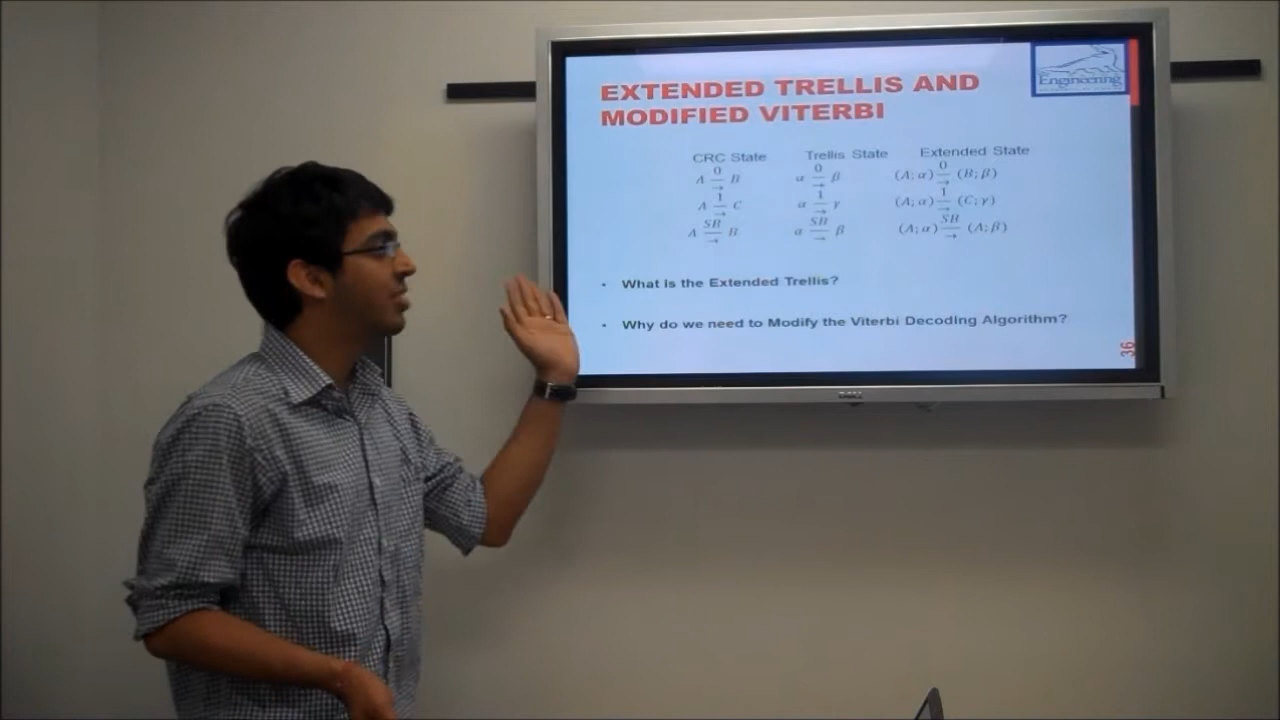 EXTENDED TRELLIS AND
MODIFIED VITERBI
Engineering
CRC State Trellis State Extended State
A 0→ B α 0→ β (A; α) 0→ (B; β)
A 1→ C α 1→ γ (A; α) 1→ (C; γ)
A SB→ B α SB→ β (A; α) SB→ (A; β)
• What Is the Extended Trellis?
• Why do we need to Modify the Viterbi Decoding Algorithm?
36
DELL